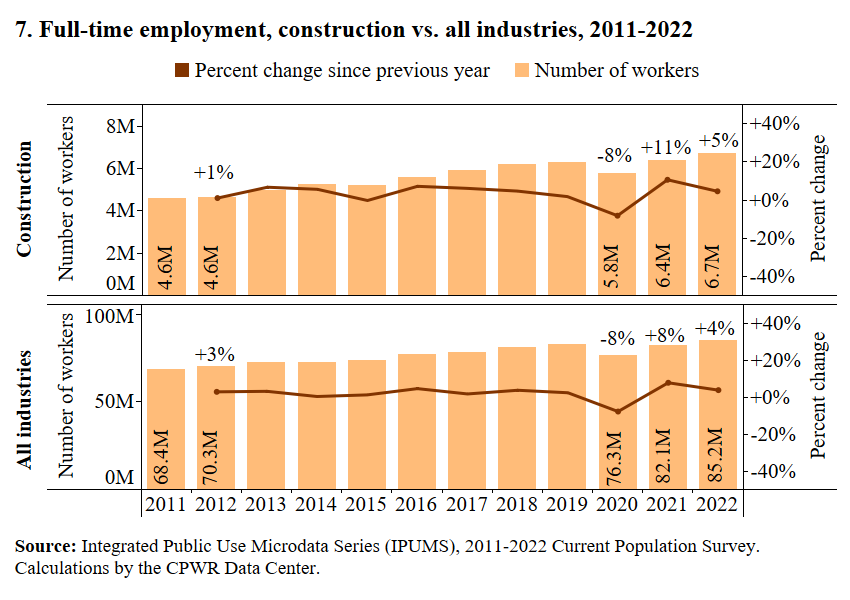 7. Full-time employment, construction vs. all industries, 2011-2022
Percent change since previous year
Number of workers
Construction
Number of workers
8M
6M
4M
2M
0M
4.6M
4.6M
5.8M
6.4M
6.7M
+1%
-8%
+11%
+5%
+40%
+20%
+0%
-20%
-40%
Percent change
All industries
Number of workers
100M
50M
0M
68.4M
70.3M
76.3M
82.1M
85.2M
+3%
-8%
+8%
+4%
+40%
+20%
+0%
-20%
-40%
Percent change
2011 2012 2013 2014 2015 2016 2017 2018 2019 2020 2021 2022
Source: Integrated Public Use Microdata Series (IPUMS), 2011-2022 Current Population Survey.
Calculations by the CPWR Data Center.